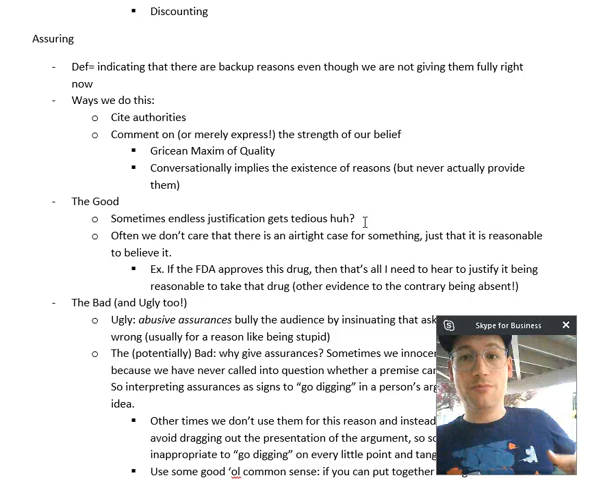 ▪ Discounting
Assuring
- Def= indicating that there are backup reasons even though we are not giving them fully right
now
- Ways we do this:
o Cite authorities
o Comment on (or merely express!) the strength of our belief
▪ Gricean Maxim of Quality
▪ Conversationally implies the existence of reasons (but never actually provide
them)
- The Good
o Sometimes endless justification gets tedious huh?
o Often we don't care that there is an airtight case for something, just that it is reasonable
to believe it.
▪ Ex. If the FDA approves this drug, then that's all I need to hear to justify it being
reasonable to take that drug (other evidence to the contrary being absent!)
- The Bad (and Ugly too!)
o Ugly: abusive assurances bully the audience by insinuating that ask
wrong (usually for a reason like being stupid)
o The (potentially) Bad: why give assurances? Sometimes we innocen
because we have never called into question whether a premise can
So interpreting assurances as signs to "go digging" in a person's arg
idea.
▪ Other times we don't use them for this reason and instead
avoid dragging out the presentation of the argument, so so
inappropriate to "go digging" on every little point and tang
▪ Use some good 'ol common sense: if you can put together
Skype for Business